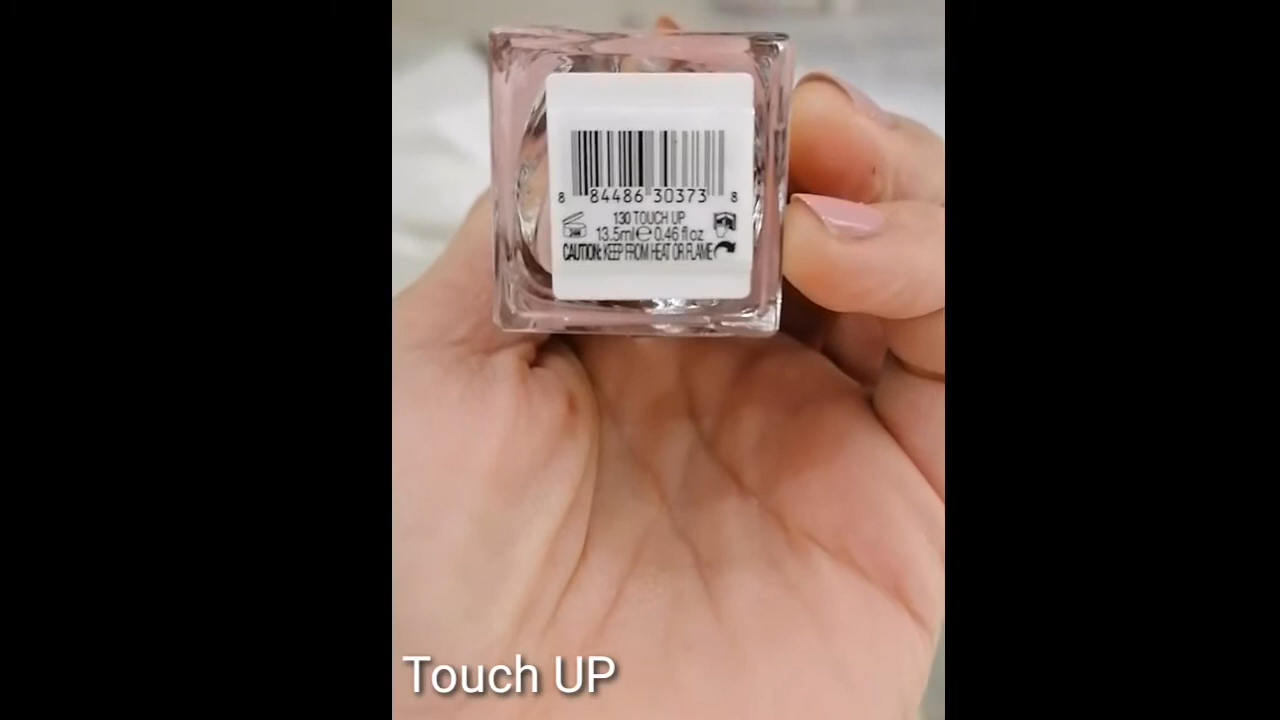 8 84486 30373 8
130 TOUCH UP
13.5ml℮0.46 fl oz
CAUTION: KEEP FROM HEAT OR FLAME
Touch UP